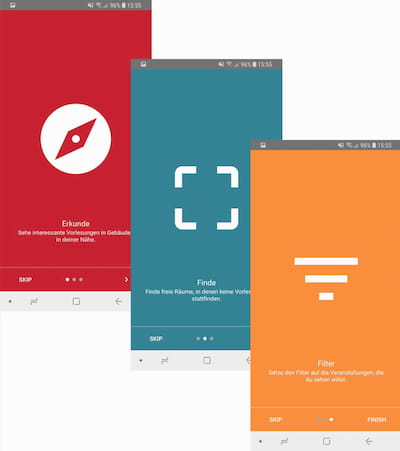 96% 15:55
Erkunde
Sehe interessante Vorlesungen in Gebäude
in deiner Nähe.
SKIP
96% 15:55
Finde
Finde freie Räume, in denen keine
stattfinden.
SKIP
96% 15:55
Filter
Setze den Filter auf die Veranstaltungen, die
du sehen willst.
SKIP
FINISH